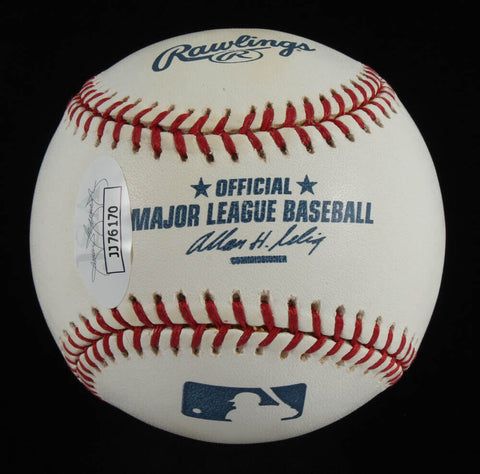 Rawlings
R
★ OFFICIAL ★
MAJOR LEAGUE BASEBALL
Allan H. Selig
COMMISSIONER
JJ76170